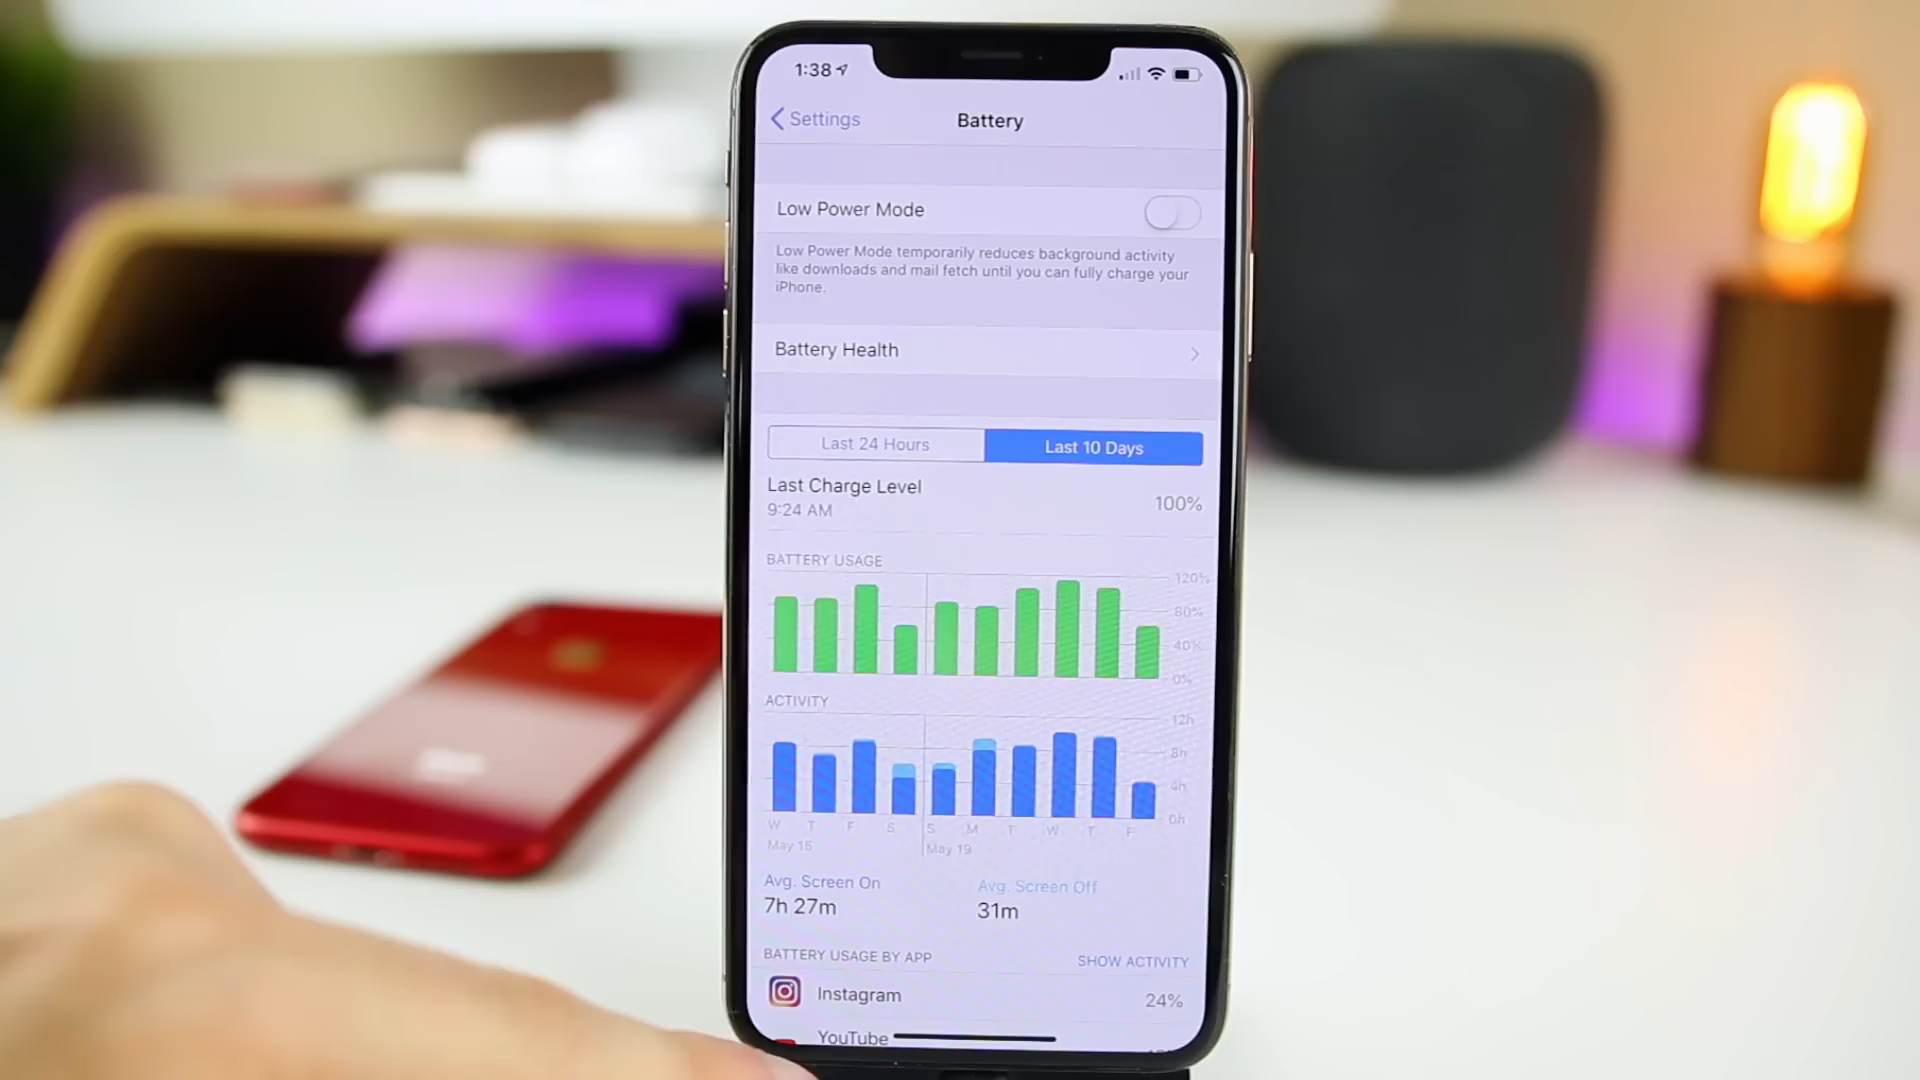 1:38
Settings
Battery
Low Power Mode
Low Power Mode temporarily reduces background activity
like downloads and mail fetch until you can fully charge your
iPhone.
Battery Health
Last 24 Hours
Last 10 Days
Last Charge Level
9:24 AM
100%
BATTERY USAGE
120%
80%
40%
0%
ACTIVITY
12h
8h
4h
0h
W T F S S M T W T F
May 15
May 19
Avg. Screen On
7h 27m
Avg. Screen Off
31m
BATTERY USAGE BY APP
SHOW ACTIVITY
Instagram
24%
YouTube